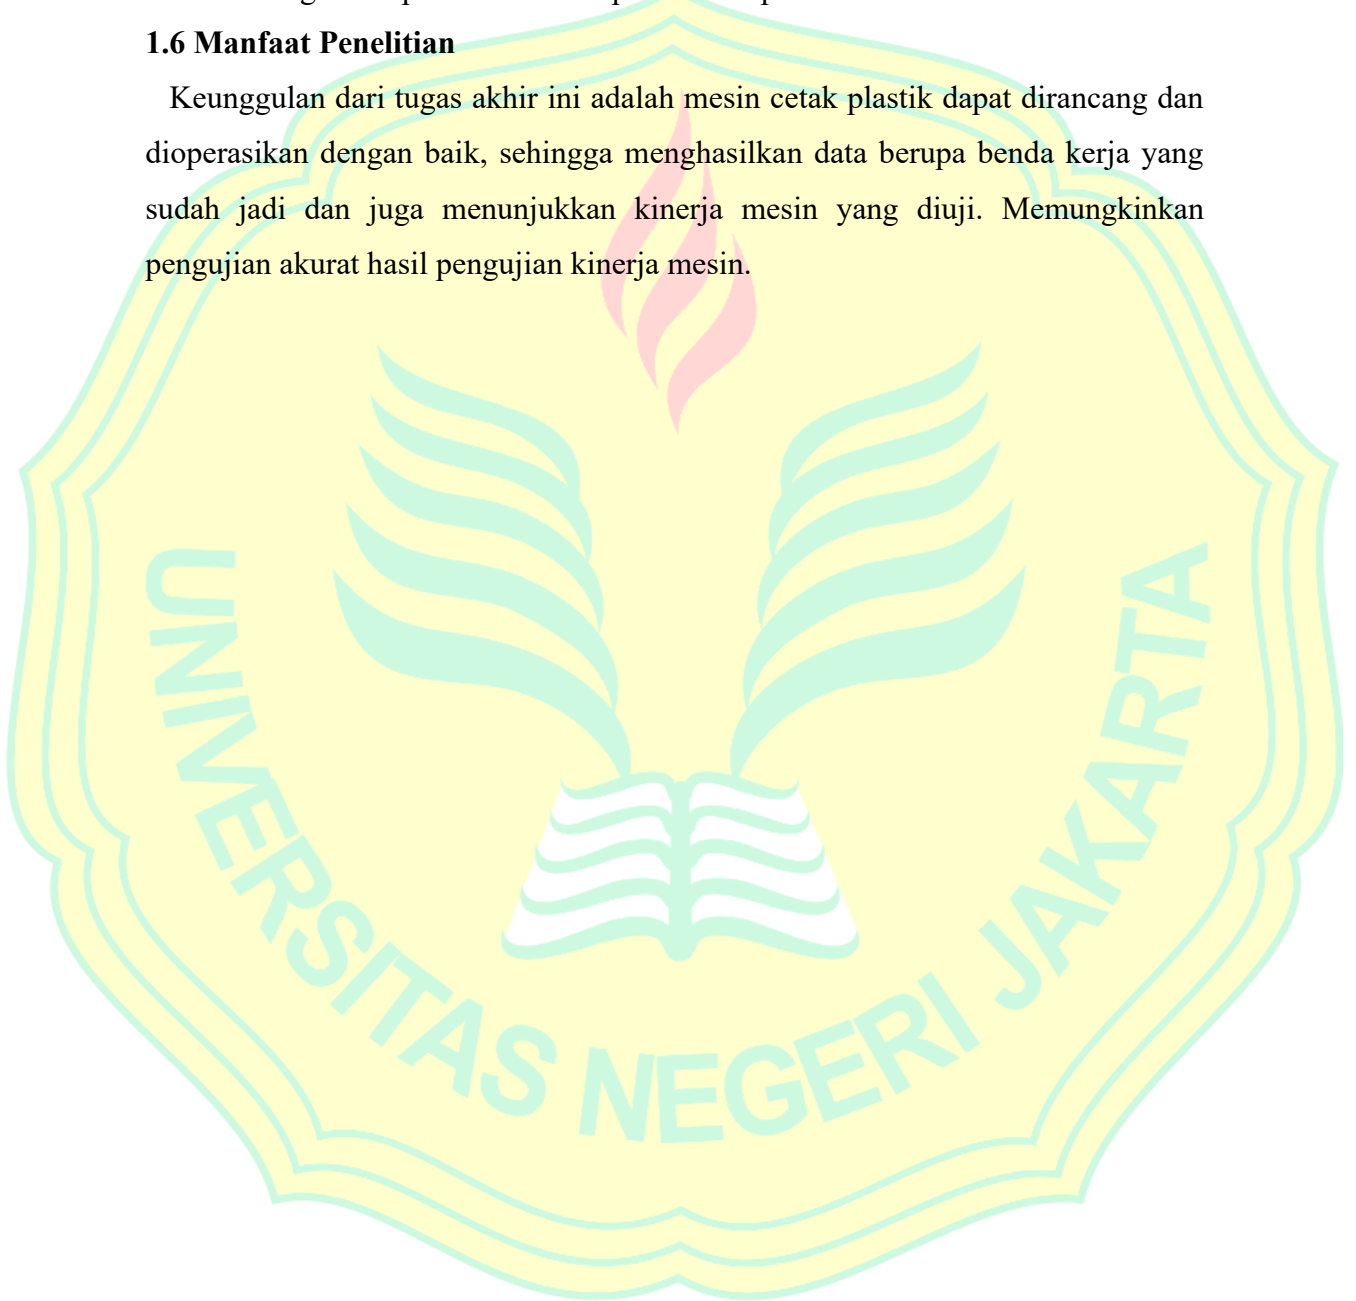 1.6 Manfaat Penelitian
Keunggulan dari tugas akhir ini adalah mesin cetak plastik dapat dirancang dan
dioperasikan dengan baik, sehingga menghasilkan data berupa benda kerja yang
sudah jadi dan juga menunjukkan kinerja mesin yang diuji. Memungkinkan
pengujian akurat hasil pengujian kinerja mesin.
UNIVERSITAS NEGERI JAKARTA